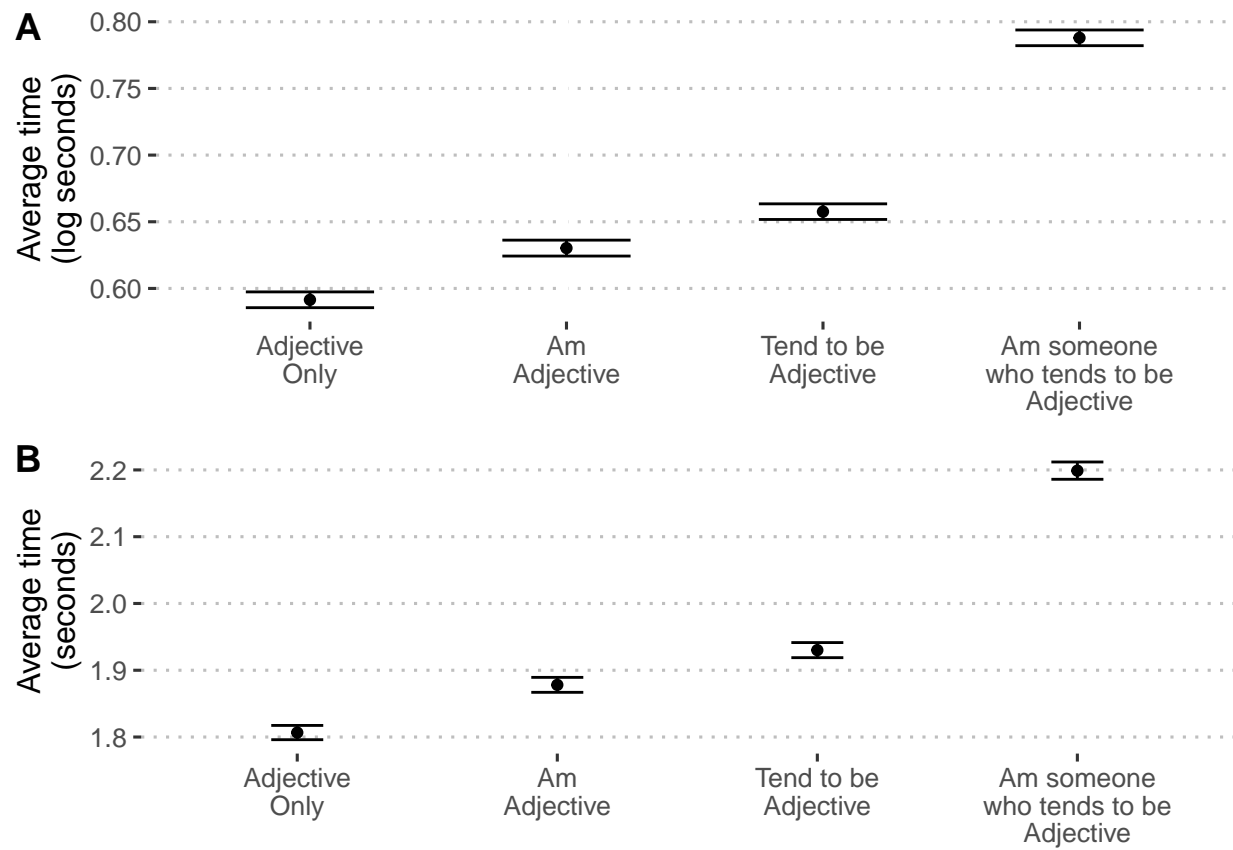 A
Average time
(log seconds)
0.80
0.75
0.70
0.65
0.60
Adjective
Only
Am
Adjective
Tend to be
Adjective
Am someone
who tends to be
Adjective
B
Average time
(seconds)
2.2
2.1
2.0
1.9
1.8
Adjective
Only
Am
Adjective
Tend to be
Adjective
Am someone
who tends to be
Adjective